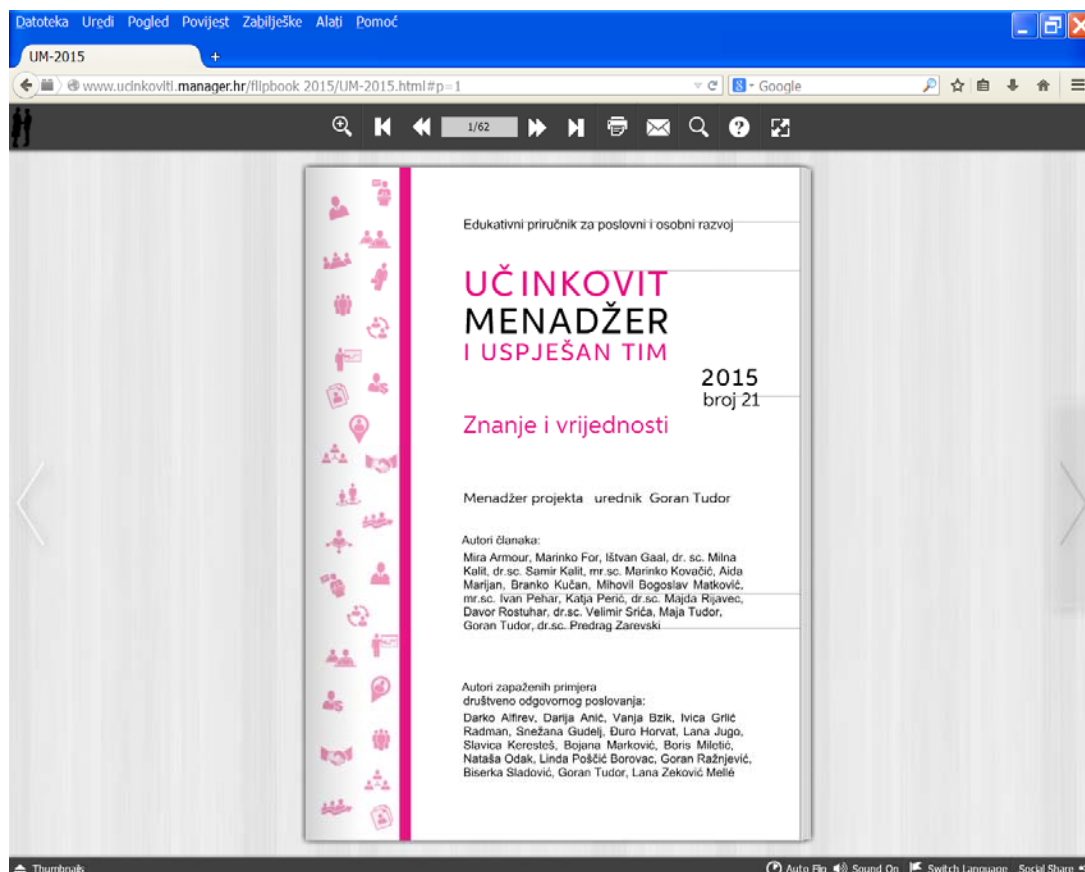 Datoteka Uredi Pogled Povijest Zabilješke Alati Pomoć
UM-2015 +
www.ucinkoviti.manager.hr/flipbook 2015/UM-2015.html#p=1 8 - Google
1/62
Edukativni priručnik za poslovni i osobni razvoj
UČINKOVIT
MENADŽER
I USPJEŠAN TIM
2015
broj 21
Znanje i vrijednosti
Menadžer projekta urednik Goran Tudor
Autori članaka:
Mira Armour, Marinko For, Ištvan Gaal, dr. sc. Milna
Kalit, dr.sc. Samir Kalit, mr.sc. Marinko Kovačić, Aida
Marijan, Branko Kučan, Mihovil Bogoslav Matković,
mr.sc. Ivan Pehar, Katja Perić, dr.sc. Majda Rijavec,
Davor Rostuhar, dr.sc. Velimir Srića, Maja Tudor,
Goran Tudor, dr.sc. Predrag Zarevski
Autori zapaženih primjera
društveno odgovornog poslovanja:
Darko Alfirev, Darija Anić, Vanja Bzik, Ivica Grlić
Radman, Snežana Gudelj, Đuro Horvat, Lana Jugo,
Slavica Keresteš, Bojana Marković, Boris Miletić,
Nataša Odak, Linda Poščić Borovac, Goran Ražnjević,
Biserka Sladović, Goran Tudor, Lana Zeković Mellé
Thumbnails Auto Flip Sound On Switch Language Social Share